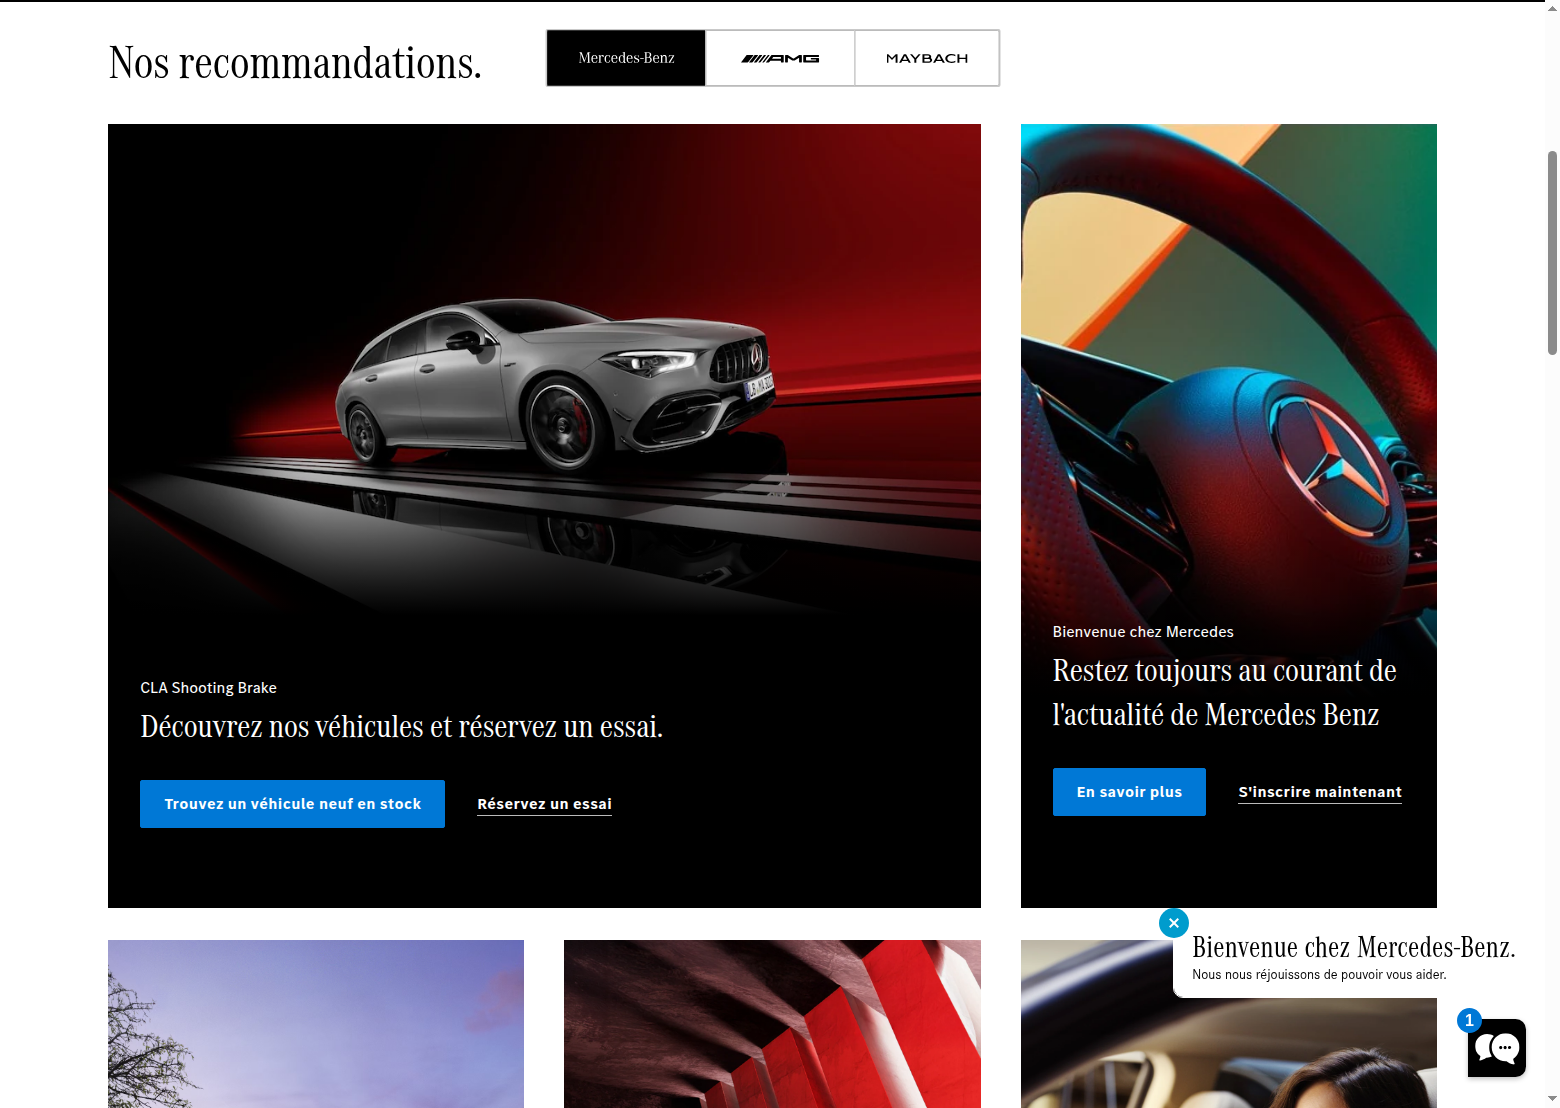 Nos recommandations.
Mercedes-Benz
AMG
MAYBACH
CLA Shooting Brake
Découvrez nos véhicules et réservez un essai.
Trouvez un véhicule neuf en stock
Réservez un essai
Bienvenue chez Mercedes
Restez toujours au courant de
l'actualité de Mercedes Benz
En savoir plus
S'inscrire maintenant
Bienvenue chez Mercedes-Benz.
Nous nous réjouissons de pouvoir vous aider.
1